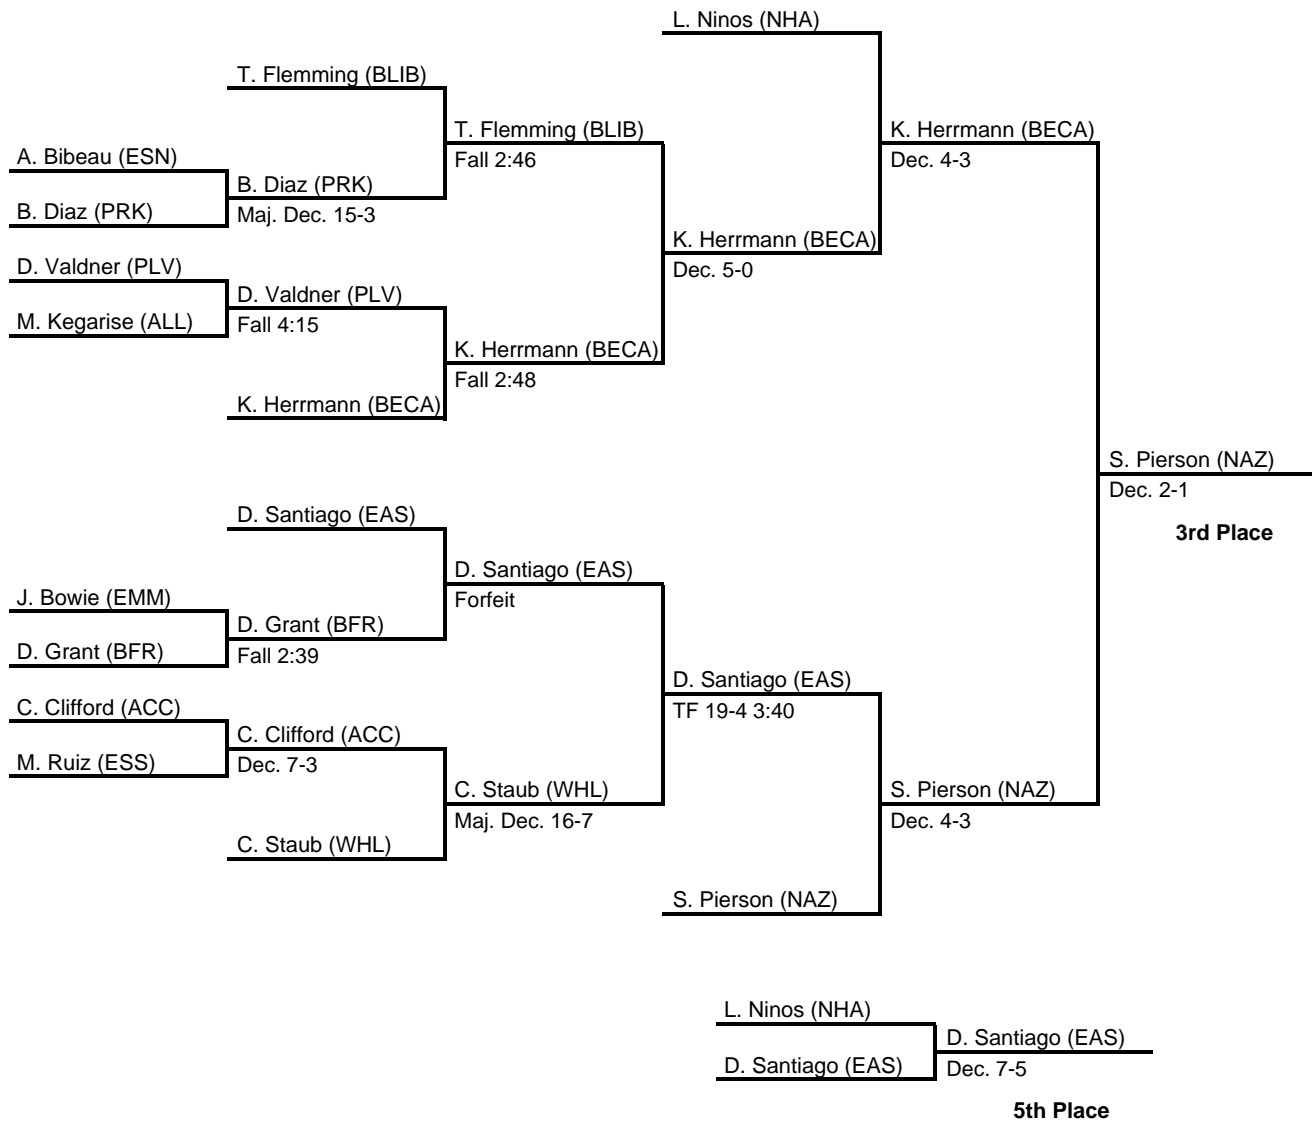 L. Ninos (NHA)
T. Flemming (BLIB)
T. Flemming (BLIB)
Fall 2:46
K. Herrmann (BECA)
Dec. 4-3
A. Bibeau (ESN)
B. Diaz (PRK)
Maj. Dec. 15-3
B. Diaz (PRK)
K. Herrmann (BECA)
Dec. 5-0
D. Valdner (PLV)
D. Valdner (PLV)
Fall 4:15
M. Kegarise (ALL)
K. Herrmann (BECA)
Fall 2:48
K. Herrmann (BECA)
S. Pierson (NAZ)
Dec. 2-1
3rd Place
D. Santiago (EAS)
D. Santiago (EAS)
Forfeit
J. Bowie (EMM)
D. Grant (BFR)
Fall 2:39
D. Grant (BFR)
D. Santiago (EAS)
TF 19-4 3:40
C. Clifford (ACC)
C. Clifford (ACC)
Dec. 7-3
M. Ruiz (ESS)
C. Staub (WHL)
Maj. Dec. 16-7
S. Pierson (NAZ)
Dec. 4-3
C. Staub (WHL)
S. Pierson (NAZ)
L. Ninos (NHA)
D. Santiago (EAS)
Dec. 7-5
D. Santiago (EAS)
5th Place